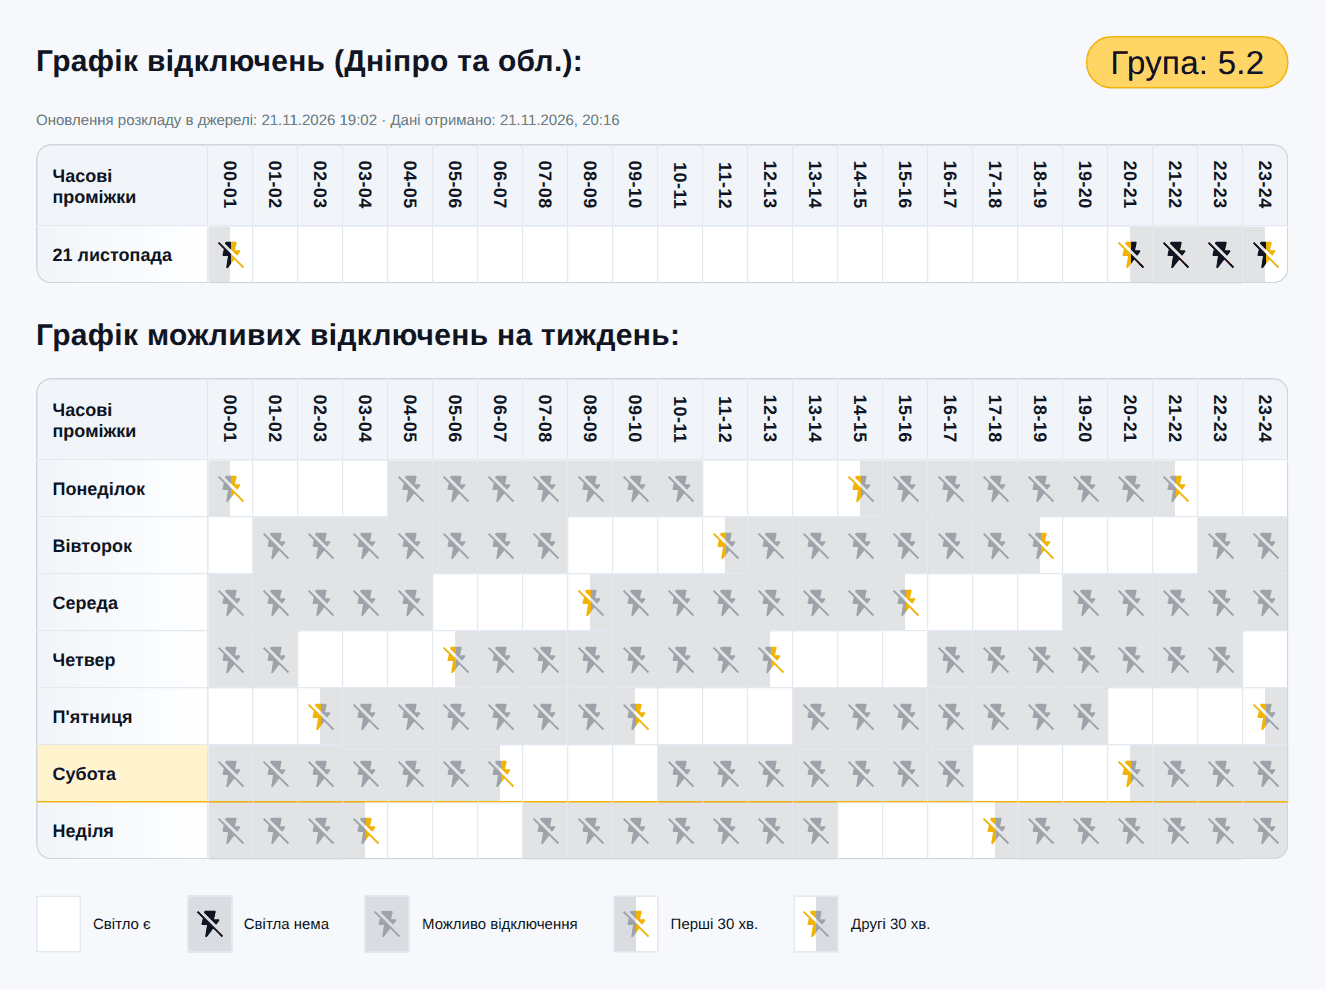 Графік відключень (Дніпро та обл.):
Група: 5.2
Оновлення розкладу в джерелі: 21.11.2026 19:02 · Дані отримано: 21.11.2026, 20:16
Часові
проміжки
00-01 01-02 02-03 03-04 04-05 05-06 06-07 07-08 08-09 09-10 10-11 11-12 12-13 13-14 14-15 15-16 16-17 17-18 18-19 19-20 20-21 21-22 22-23 23-24
21 листопада
Графік можливих відключень на тиждень:
Часові
проміжки
00-01 01-02 02-03 03-04 04-05 05-06 06-07 07-08 08-09 09-10 10-11 11-12 12-13 13-14 14-15 15-16 16-17 17-18 18-19 19-20 20-21 21-22 22-23 23-24
Понеділок
Вівторок
Середа
Четвер
П'ятниця
Субота
Неділя
Світло є
Світла нема
Можливо відключення
Перші 30 хв.
Другі 30 хв.